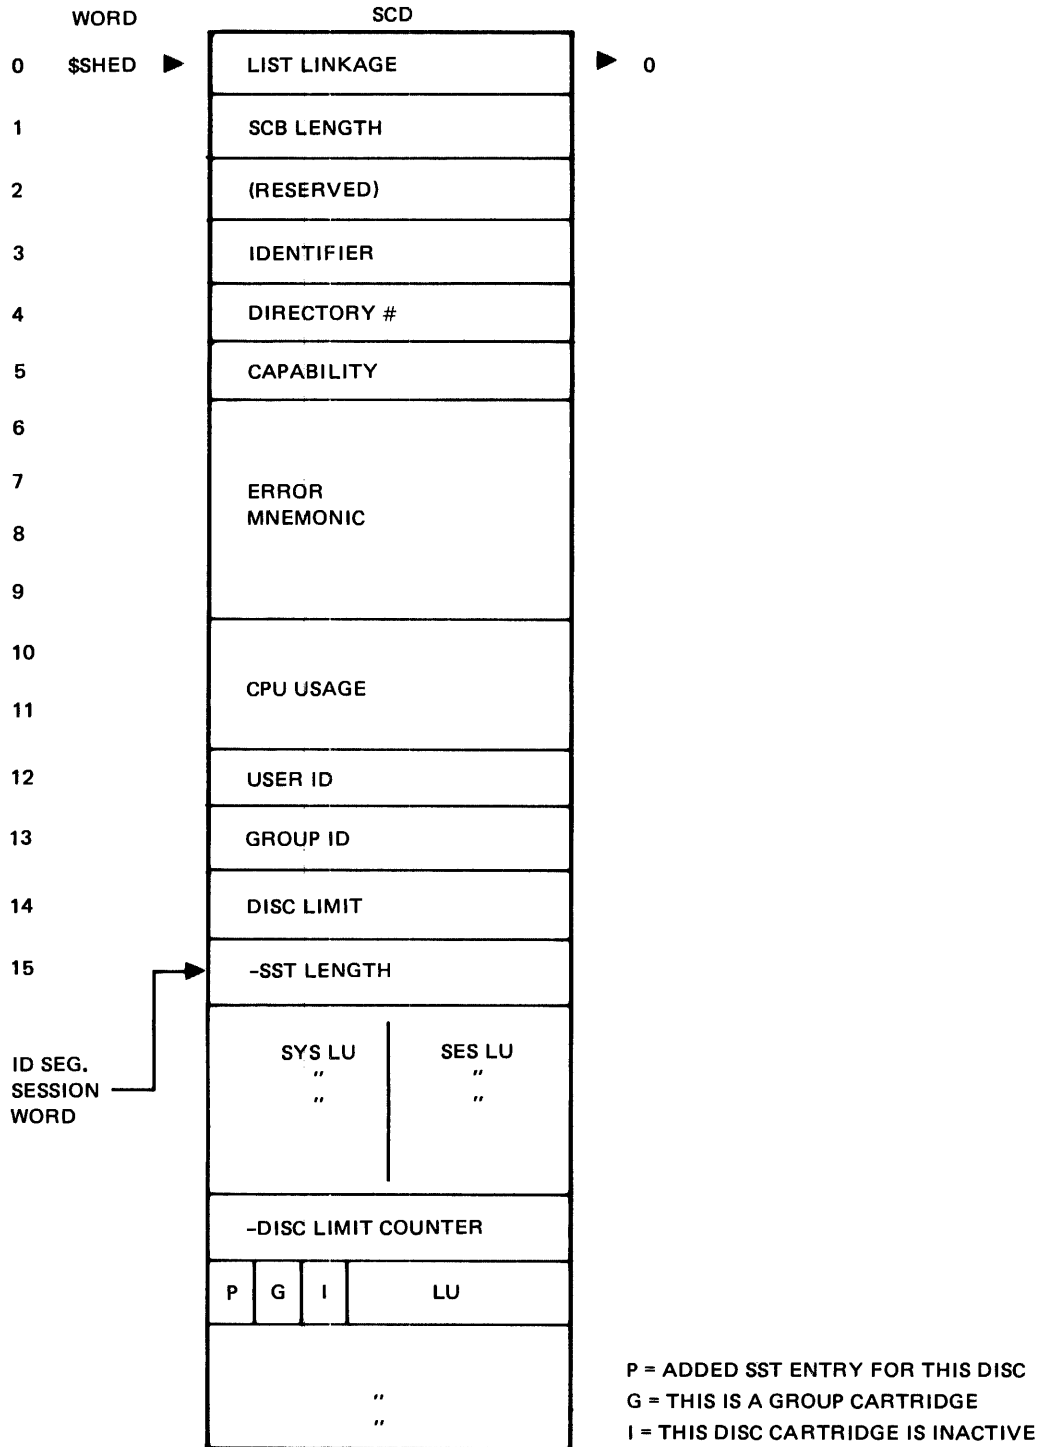 WORD SCD
0 $SHED LIST LINKAGE 0
1 SCB LENGTH
2 (RESERVED)
3 IDENTIFIER
4 DIRECTORY #
5 CAPABILITY
6
7
ERROR
MNEMONIC
8
9
10
CPU USAGE
11
12 USER ID
13 GROUP ID
14 DISC LIMIT
15 -SST LENGTH
ID SEG.
SESSION
WORD
SYS LU SES LU
" "
" "
-DISC LIMIT COUNTER
P G I LU
"
"
P = ADDED SST ENTRY FOR THIS DISC
G = THIS IS A GROUP CARTRIDGE
I = THIS DISC CARTRIDGE IS INACTIVE